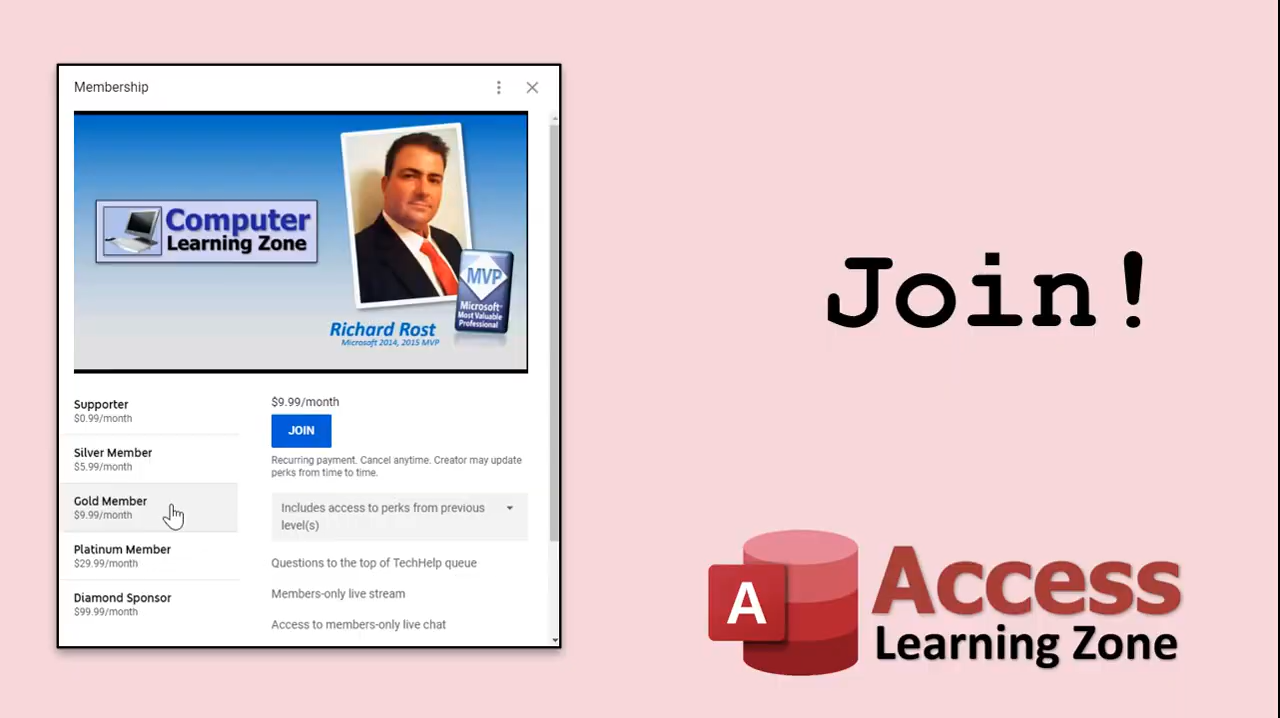 Membership
Computer
Learning Zone
MVP
Microsoft®
Most Valuable
Professional
Richard Rost
Microsoft 2014, 2015 MVP
Supporter
$0.99/month
Silver Member
$5.99/month
Gold Member
$9.99/month
Platinum Member
$29.99/month
Diamond Sponsor
$99.99/month
$9.99/month
JOIN
Recurring payment. Cancel anytime. Creator may update
perks from time to time.
Includes access to perks from previous
level(s)
Questions to the top of TechHelp queue
Members-only live stream
Access to members-only live chat
Join!
A
Access
Learning Zone